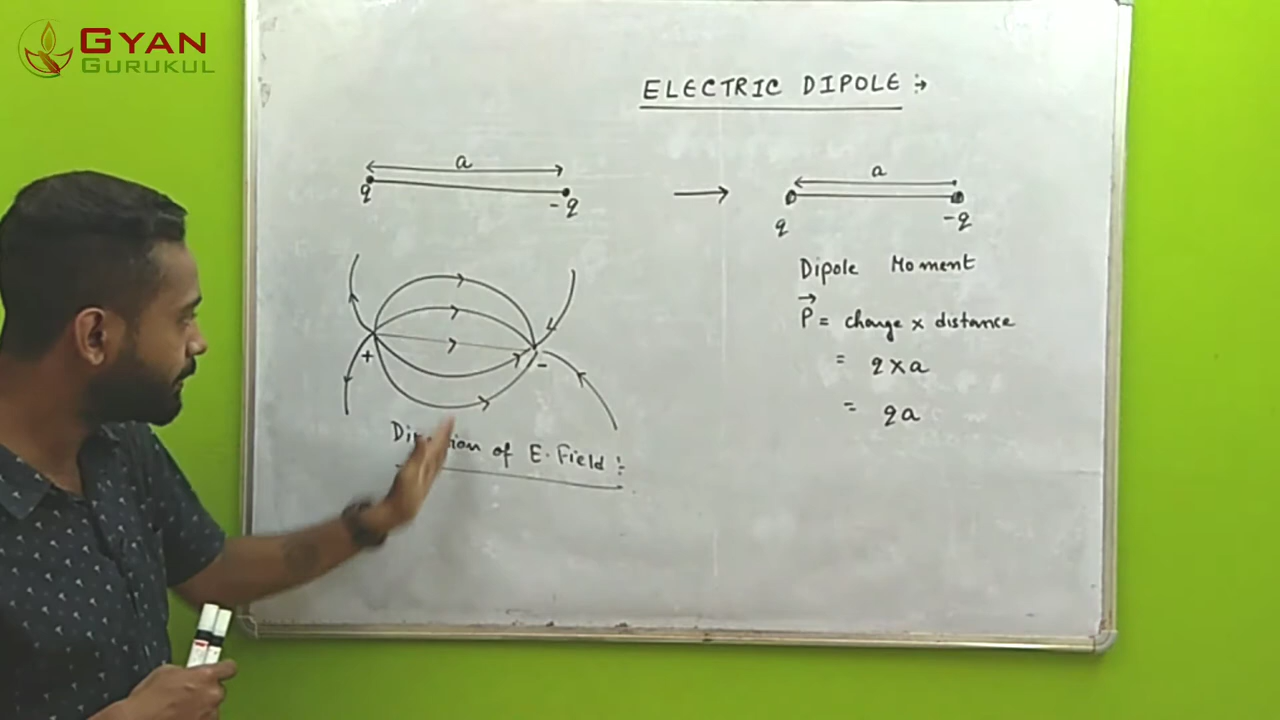 GYAN
GURUKUL
ELECTRIC DIPOLE :→
a
q
-q
→
a
q
-q
Dipole Moment
P⃗ = charge × distance
= q × a
= qa
+
-
of E. Field :-